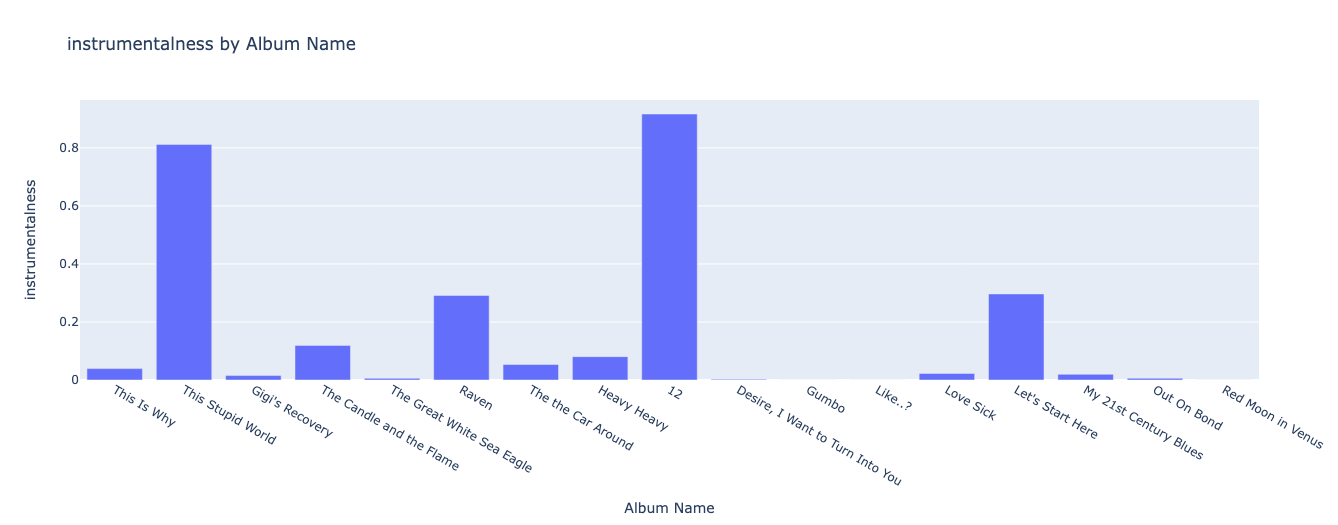 instrumentalness by Album Name
instrumentalness
0.8
0.6
0.4
0.2
0
This Is Why
This Stupid World
Gigi's Recovery
The Candle and the Flame
The Great White Sea Eagle
Raven
The the Car Around
Heavy Heavy
12
Desire, I Want to Turn Into You
Gumbo
Like..?
Love Sick
Let's Start Here
My 21st Century Blues
Out On Bond
Red Moon in Venus
Album Name